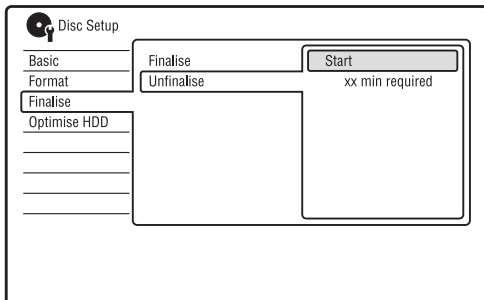 Disc Setup
Basic
Finalise
Start
Format
Unfinalise
xx min required
Finalise
Optimise HDD